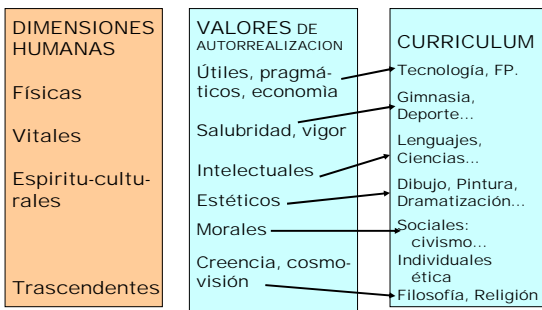 DIMENSIONES
HUMANAS
Físicas
Vitales
Espiritu-cultu-
rales
Trascendentes
VALORES DE
AUTORREALIZACION
Útiles, pragmá-
ticos, economìa
Salubridad, vigor
Intelectuales
Estéticos
Morales
Creencia, cosmo-
visión
CURRICULUM
Tecnología, FP.
Gimnasia,
Deporte...
Lenguajes,
Ciencias...
Dibujo, Pintura,
Dramatización...
Sociales:
civismo...
Individuales
ética
Filosofía, Religión